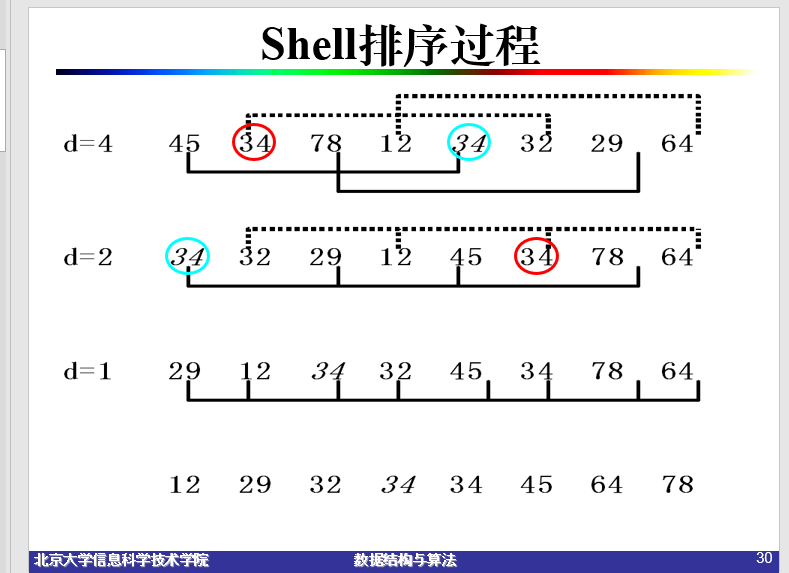 Shell排序过程
d=4 45 34 78 12 34 32 29 64
d=2 34 32 29 12 45 34 78 64
d=1 29 12 34 32 45 34 78 64
12 29 32 34 34 45 64 78
北京大学信息科学技术学院 数据结构与算法 30